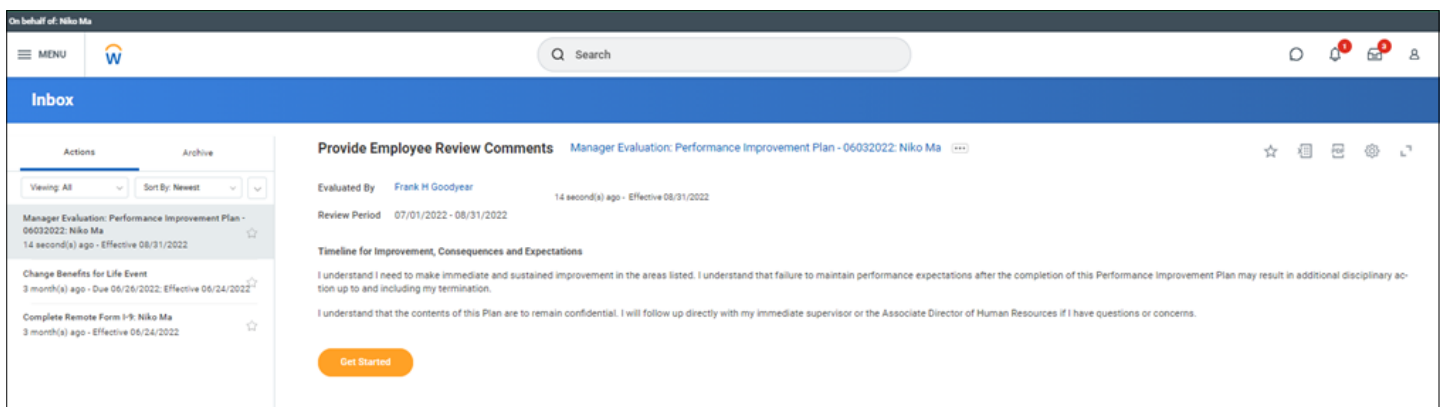 On behalf of: Niko Ma
MENU
W
Search
1
3
Inbox
Actions
Archive
Viewing: All
Sort By: Newest
Manager Evaluation: Performance Improvement Plan -
06032022: Niko Ma
14 second(s) ago - Effective 08/31/2022
Change Benefits for Life Event
3 month(s) ago - Due 06/26/2022; Effective 06/24/2022
Complete Remote Form I-9: Niko Ma
3 month(s) ago - Effective 06/24/2022
Provide Employee Review Comments Manager Evaluation: Performance Improvement Plan - 06032022: Niko Ma
Evaluated By Frank H Goodyear
14 second(s) ago - Effective 08/31/2022
Review Period 07/01/2022 - 08/31/2022
Timeline for Improvement, Consequences and Expectations
I understand I need to make immediate and sustained improvement in the areas listed. I understand that failure to maintain performance expectations after the completion of this Performance Improvement Plan may result in additional disciplinary ac-
tion up to and including my termination.
I understand that the contents of this Plan are to remain confidential. I will follow up directly with my immediate supervisor or the Associate Director of Human Resources if I have questions or concerns.
Get Started